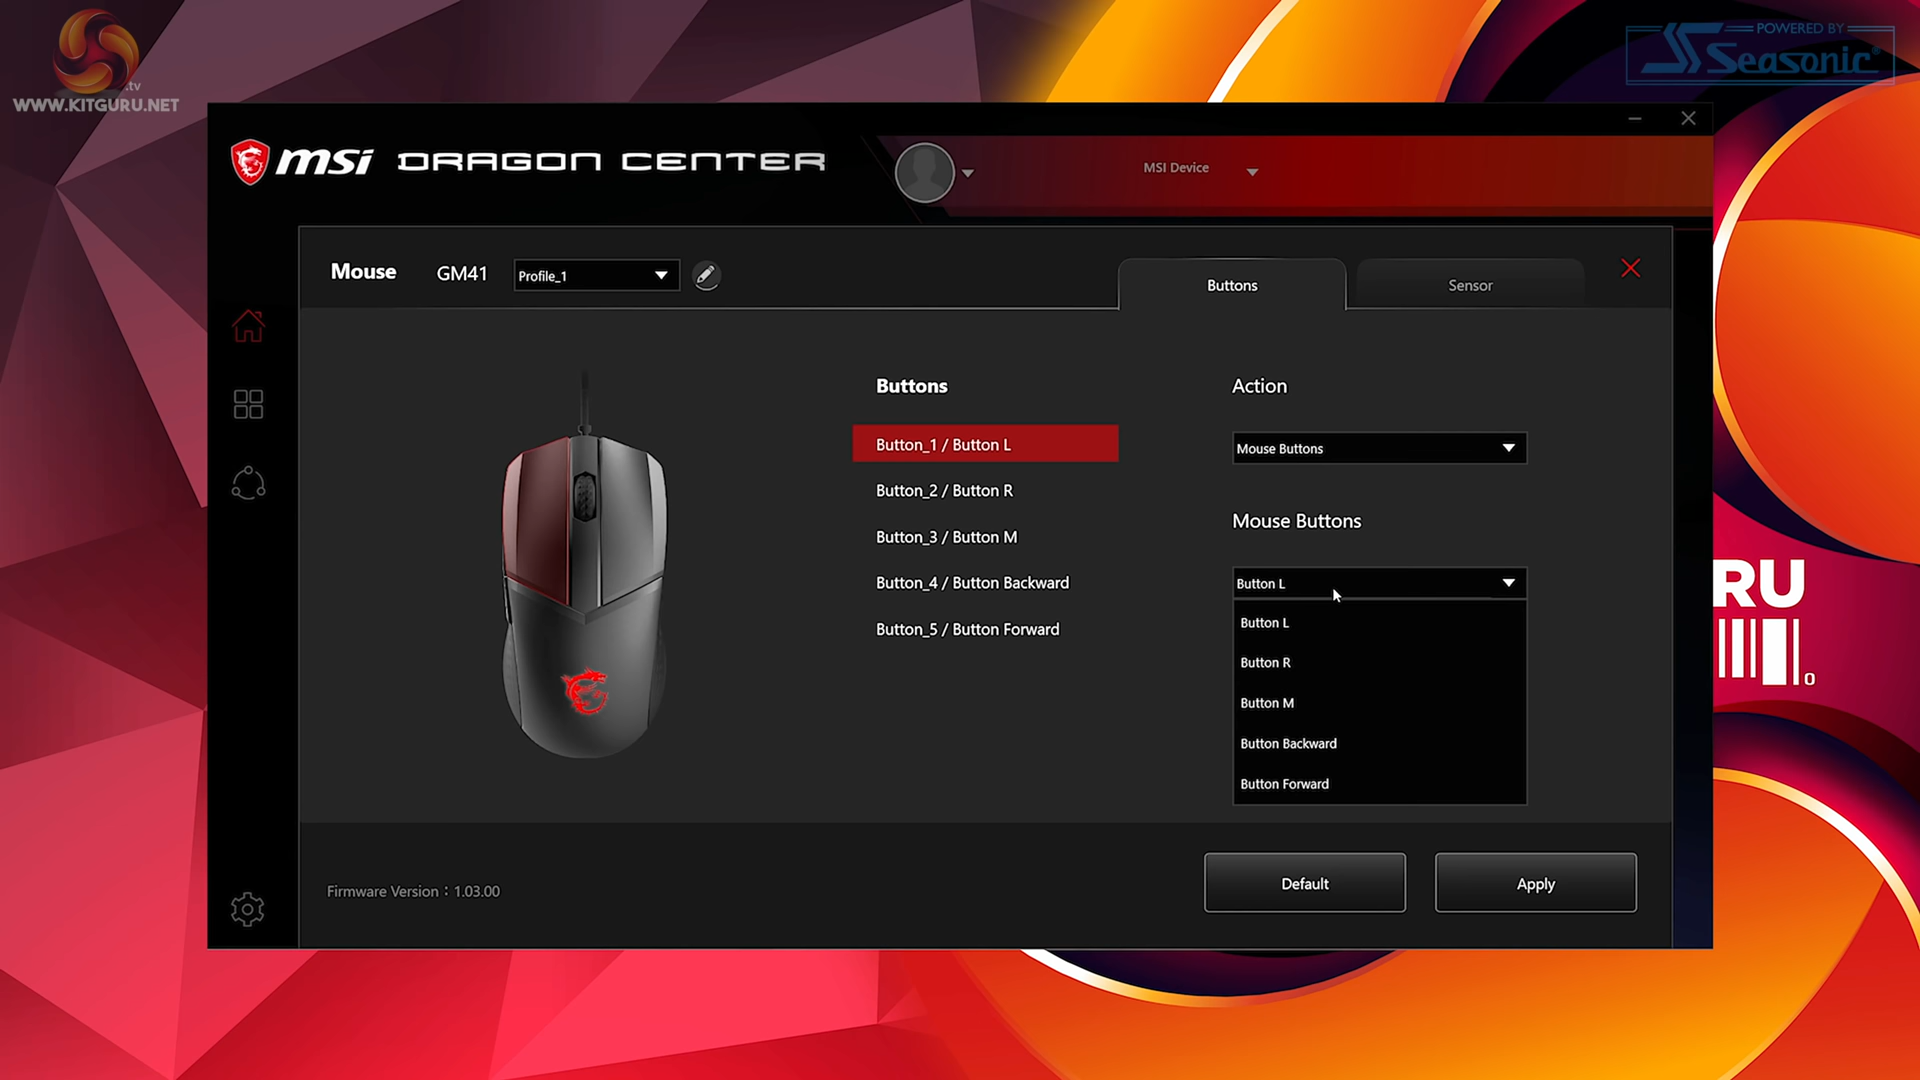 .tv
WWW.KITGURU.NET
POWERED BY
Seasonic®
msi DRAGON CENTER
MSI Device
Mouse GM41 Profile_1
Buttons
Sensor
Buttons
Button_1 / Button L
Button_2 / Button R
Button_3 / Button M
Button_4 / Button Backward
Button_5 / Button Forward
Action
Mouse Buttons
Mouse Buttons
Button L
Button L
Button R
Button M
Button Backward
Button Forward
RU
0
Firmware Version : 1.03.00
Default
Apply